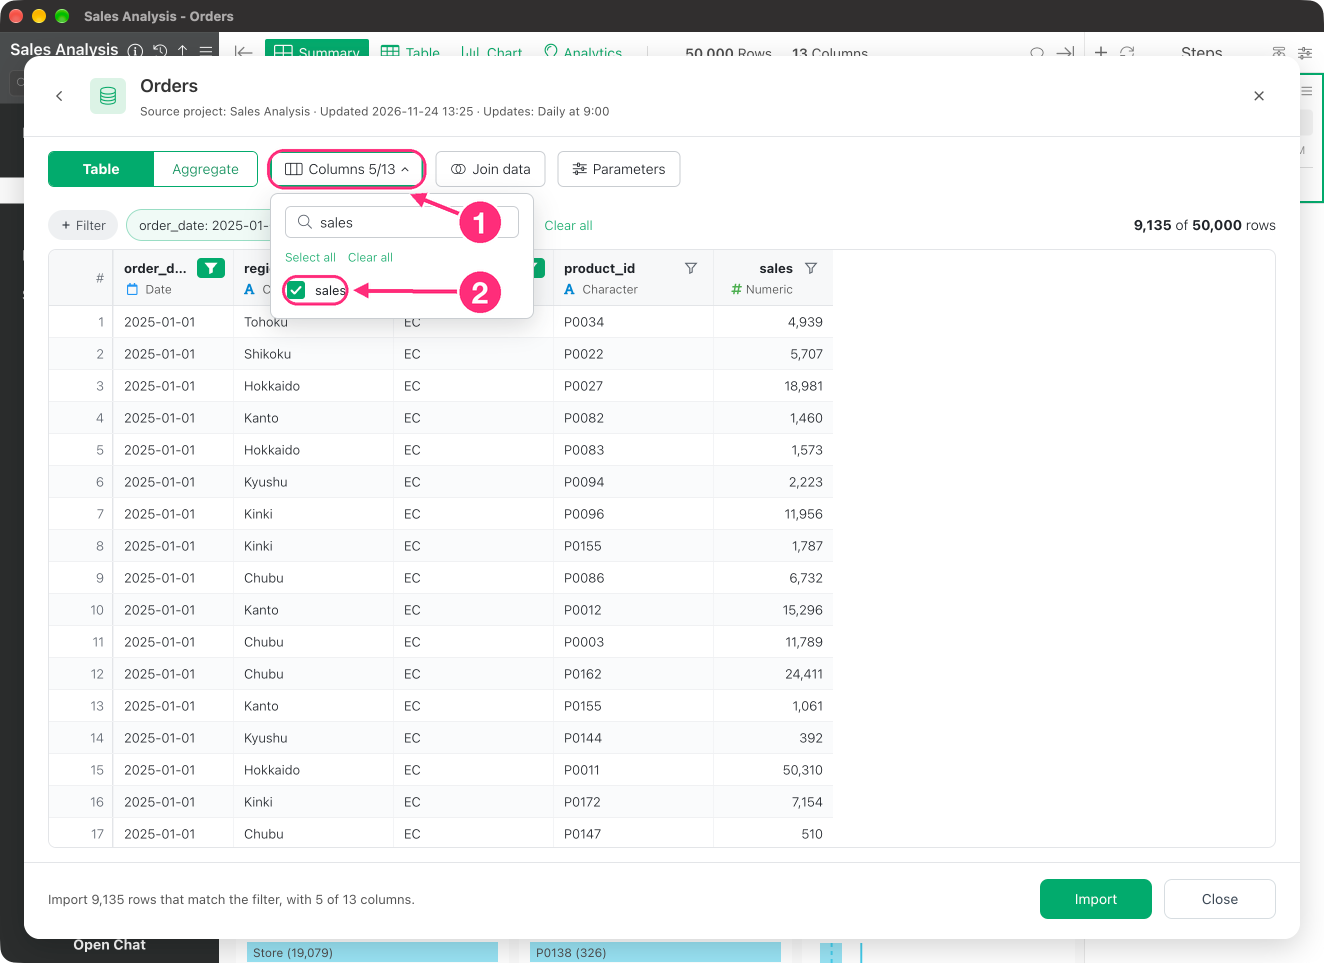 Sales Analysis - Orders
Sales Analysis
Summary
Table
Chart
Analytics
50,000 Rows
13 Columns
Steps
Orders
Source project: Sales Analysis · Updated 2026-11-24 13:25 · Updates: Daily at 9:00
Table
Aggregate
Columns 5/13
Join data
Parameters
+ Filter
order_date: 2025-01-
sales
1
Clear all
9,135 of 50,000 rows
Select all
Clear all
sales
2
#
order_d...
Date
regi
A C
product_id
A Character
sales
# Numeric
1 2025-01-01 Tohoku EC P0034 4,939
2 2025-01-01 Shikoku EC P0022 5,707
3 2025-01-01 Hokkaido EC P0027 18,981
4 2025-01-01 Kanto EC P0082 1,460
5 2025-01-01 Hokkaido EC P0083 1,573
6 2025-01-01 Kyushu EC P0094 2,223
7 2025-01-01 Kinki EC P0096 11,956
8 2025-01-01 Kinki EC P0155 1,787
9 2025-01-01 Chubu EC P0086 6,732
10 2025-01-01 Kanto EC P0012 15,296
11 2025-01-01 Chubu EC P0003 11,789
12 2025-01-01 Chubu EC P0162 24,411
13 2025-01-01 Kanto EC P0155 1,061
14 2025-01-01 Kyushu EC P0144 392
15 2025-01-01 Hokkaido EC P0011 50,310
16 2025-01-01 Kinki EC P0172 7,154
17 2025-01-01 Chubu EC P0147 510
Import 9,135 rows that match the filter, with 5 of 13 columns.
Import
Close
Open Chat
Store (19,079)
P0138 (326)